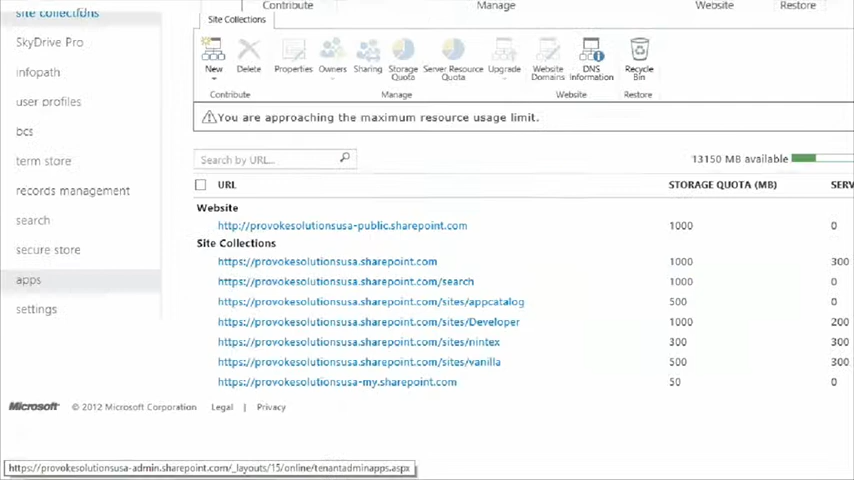 site collections
SkyDrive Pro
infopath
user profiles
bcs
term store
records management
search
secure store
apps
settings
Contribute Manage Website Restore
Site Collections
New Delete Properties Owners Sharing Storage Quota Server Resource Quota Upgrade Website Domains DNS Information Recycle Bin
Contribute Manage Website Restore
You are approaching the maximum resource usage limit.
Search by URL... 13150 MB available
URL STORAGE QUOTA (MB) SERV
Website
http://provokesolutionsusa-public.sharepoint.com 1000 0
Site Collections
https://provokesolutionsusa.sharepoint.com 1000 300
https://provokesolutionsusa.sharepoint.com/search 1000 0
https://provokesolutionsusa.sharepoint.com/sites/appcatalog 500 0
https://provokesolutionsusa.sharepoint.com/sites/Developer 1000 200
https://provokesolutionsusa.sharepoint.com/sites/nintex 300 300
https://provokesolutionsusa.sharepoint.com/sites/vanilla 500 300
https://provokesolutionsusa-my.sharepoint.com 50 0
Microsoft © 2012 Microsoft Corporation Legal | Privacy
https://provokesolutionsusa-admin.sharepoint.com/_layouts/15/online/tenantadminapps.aspx